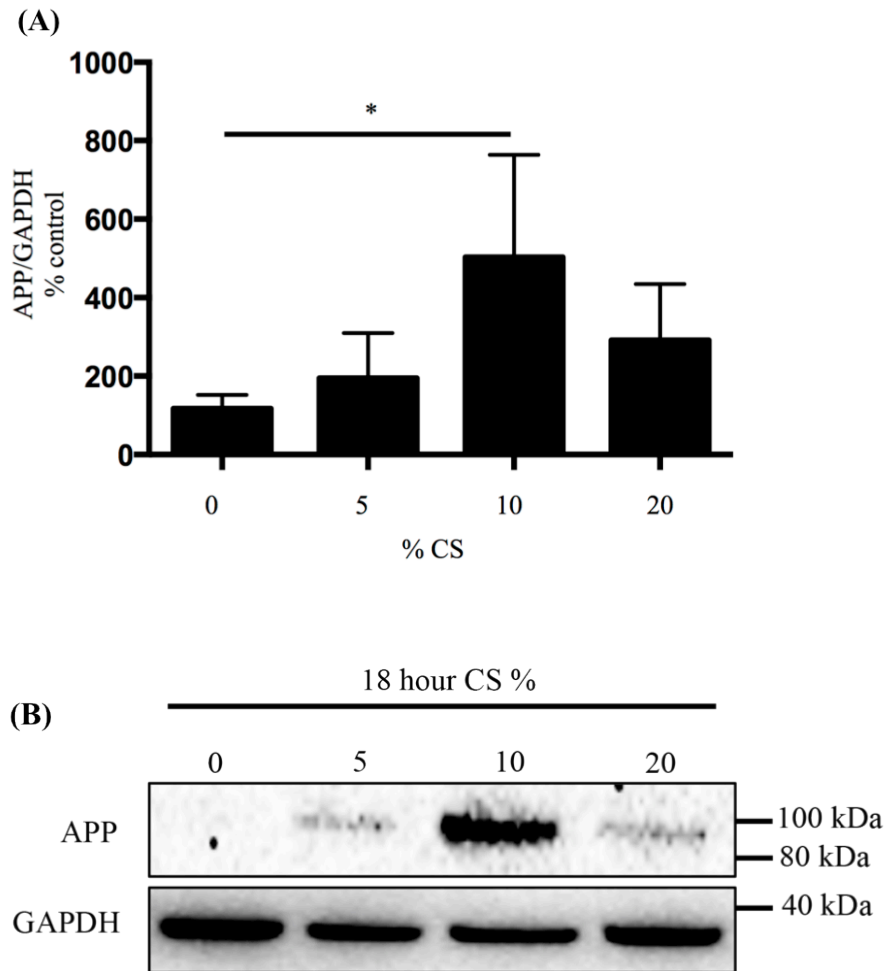 (A)
1000
800
600
400
200
0
APP/GAPDH
% control
*
0 5 10 20
% CS
18 hour CS %
(B)
0 5 10 20
APP
100 kDa
80 kDa
GAPDH
40 kDa